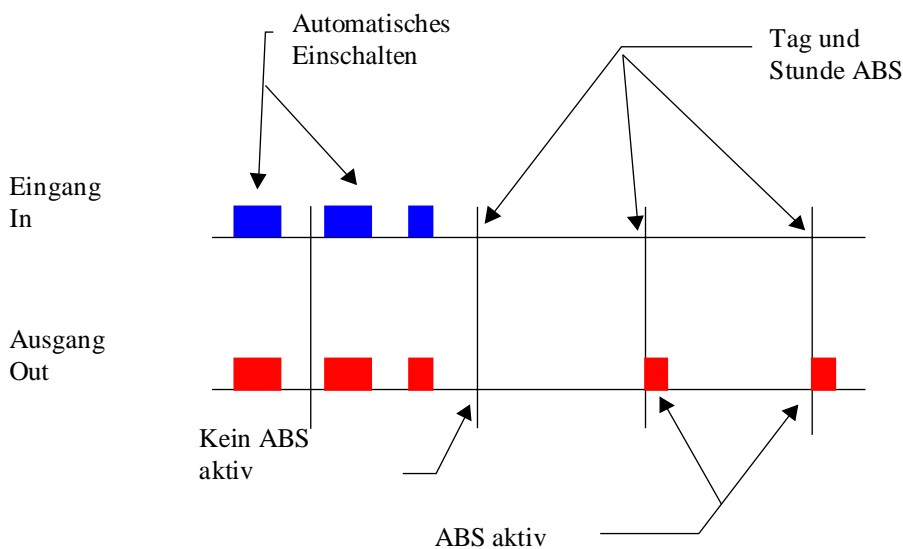 Automatisches
Einschalten
Tag und
Stunde ABS
Eingang
In
Ausgang
Out
Kein ABS
aktiv
ABS aktiv